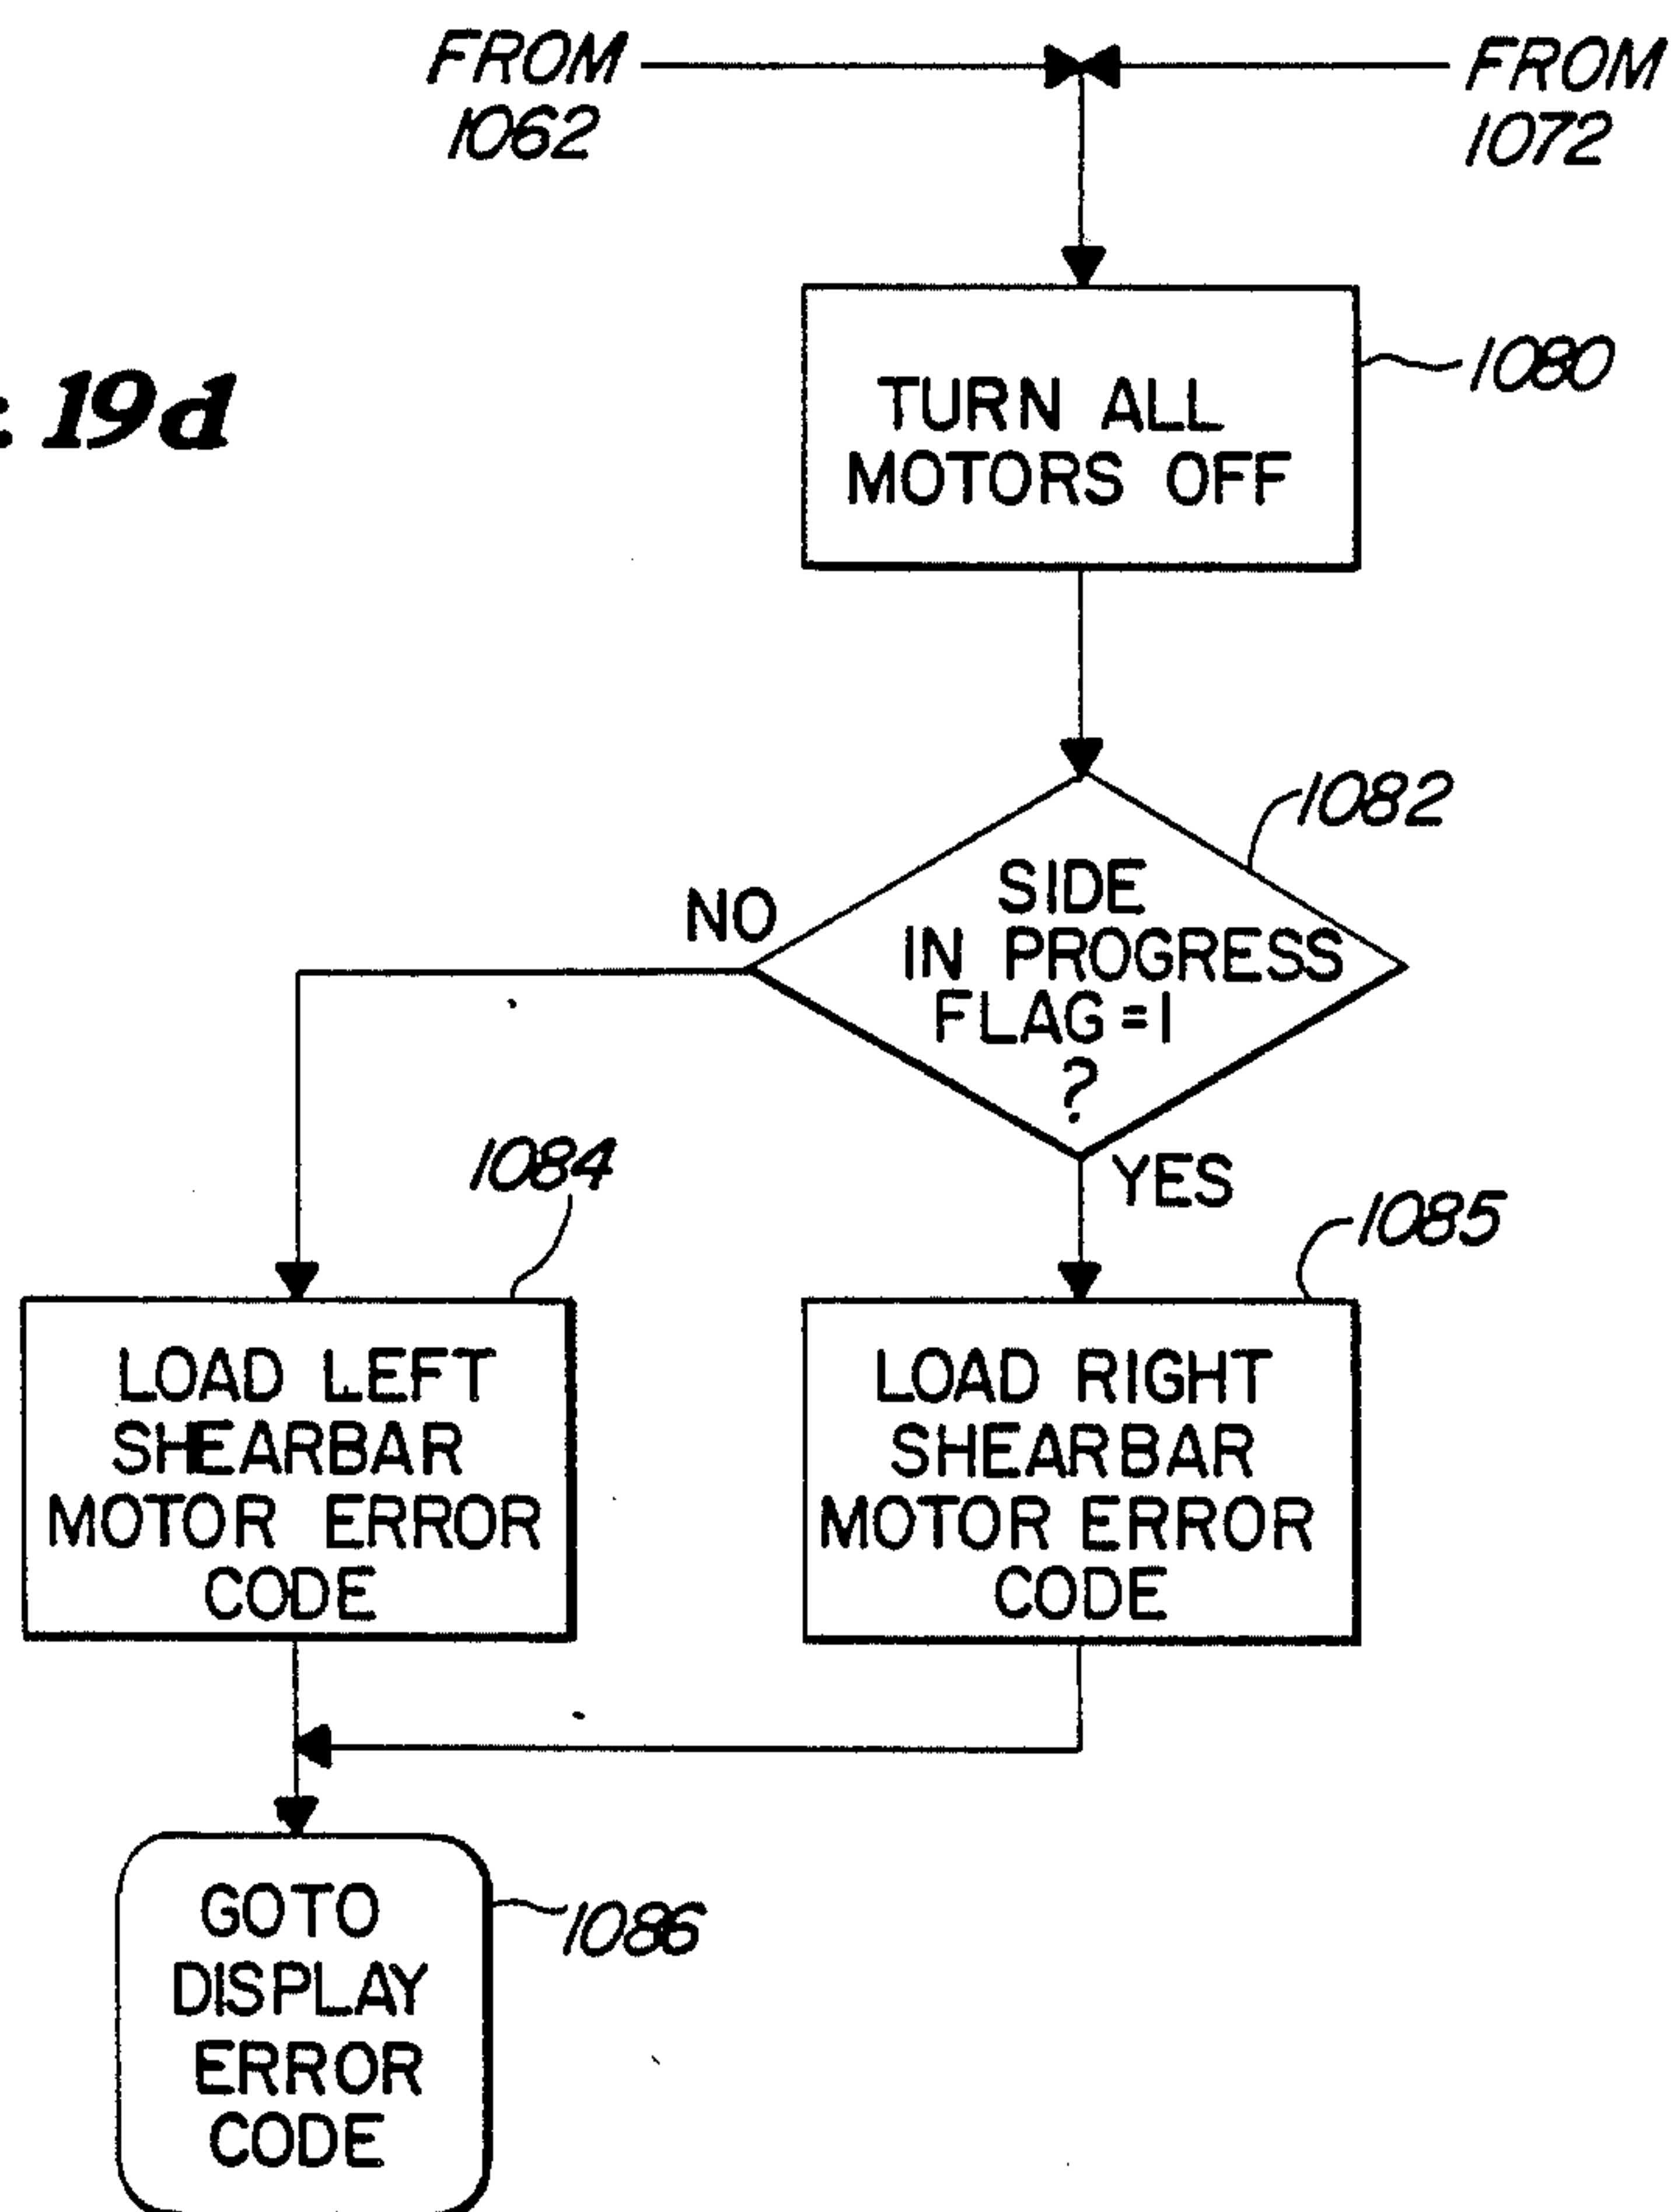 FROM
1062
FROM
1072
19d
1080
TURN ALL
MOTORS OFF
1082
SIDE
IN PROGRESS
FLAG=1
?
NO
YES
1084
1085
LOAD LEFT
SHEARBAR
MOTOR ERROR
CODE
LOAD RIGHT
SHEARBAR
MOTOR ERROR
CODE
1086
GOTO
DISPLAY
ERROR
CODE